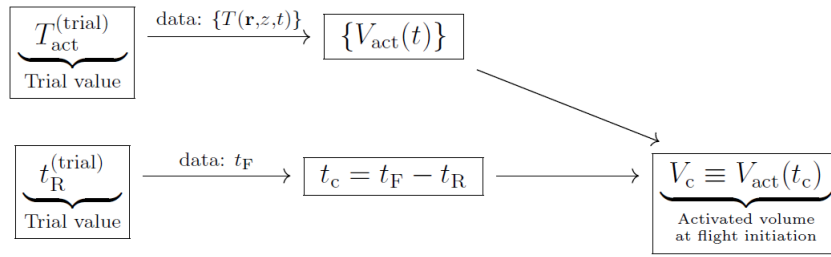 T_act^(trial)
Trial value
data: {T(r,z,t)}
{V_act(t)}
t_R^(trial)
Trial value
data: t_F
t_c = t_F − t_R
V_c ≡ V_act(t_c)
Activated volume
at flight initiation